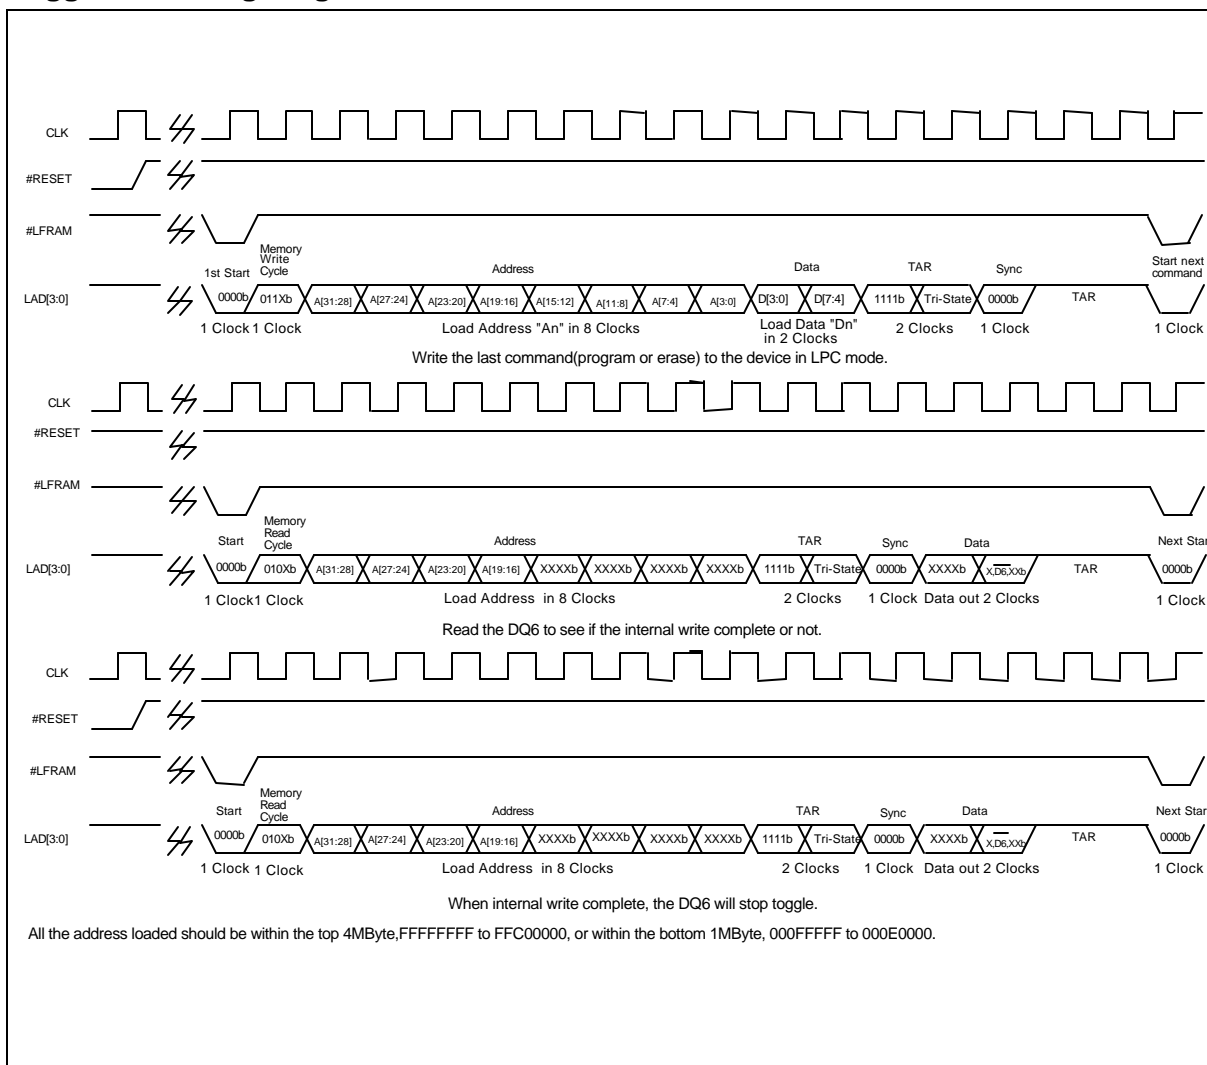 CLK
#RESET
#LFRAM
Memory
Write
Cycle
1st Start
Address
Data
TAR
Sync
Start next
command
LAD[3:0]
0000b 011Xb A[31:28] A[27:24] A[23:20] A[19:16] A[15:12] A[11:8] A[7:4] A[3:0] D[3:0] D[7:4] 1111b Tri-State 0000b TAR
1 Clock 1 Clock Load Address "An" in 8 Clocks Load Data "Dn"
in 2 Clocks
2 Clocks 1 Clock 1 Clock
Write the last command(program or erase) to the device in LPC mode.
CLK
#RESET
#LFRAM
Memory
Read
Cycle
Start Address TAR Sync Data Next Start
LAD[3:0] 0000b 010Xb A[31:28] A[27:24] A[23:20] A[19:16] XXXXb XXXXb XXXXb XXXXb 1111b Tri-State 0000b XXXXb X,D6,XXb TAR 0000b
1 Clock 1 Clock Load Address in 8 Clocks 2 Clocks 1 Clock Data out 2 Clocks 1 Clock
Read the DQ6 to see if the internal write complete or not.
CLK
#RESET
#LFRAM
Memory
Read
Cycle
Start Address TAR Sync Data Next Start
LAD[3:0] 0000b 010Xb A[31:28] A[27:24] A[23:20] A[19:16] XXXXb XXXXb XXXXb XXXXb 1111b Tri-State 0000b XXXXb X,D6,XXb TAR 0000b
1 Clock 1 Clock Load Address in 8 Clocks 2 Clocks 1 Clock Data out 2 Clocks 1 Clock
When internal write complete, the DQ6 will stop toggle.
All the address loaded should be within the top 4MByte,FFFFFFFF to FFC00000, or within the bottom 1MByte, 000FFFFF to 000E0000.